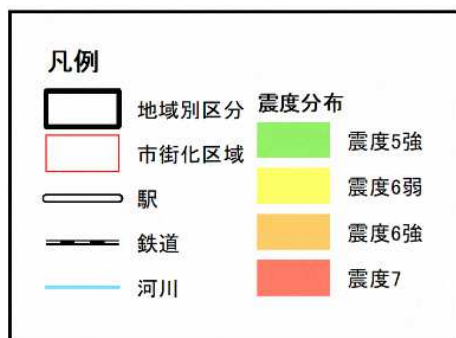 凡例
地域別区分
市街化区域
駅
鉄道
河川
震度分布
震度5強
震度6弱
震度6強
震度7